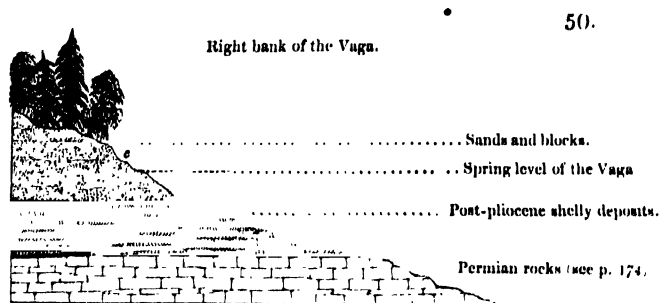 50.
Right bank of the Vaga.
e
Sands and blocks.
Spring level of the Vaga
Post-pliocene shelly deposits.
Permian rocks (see p. 174.